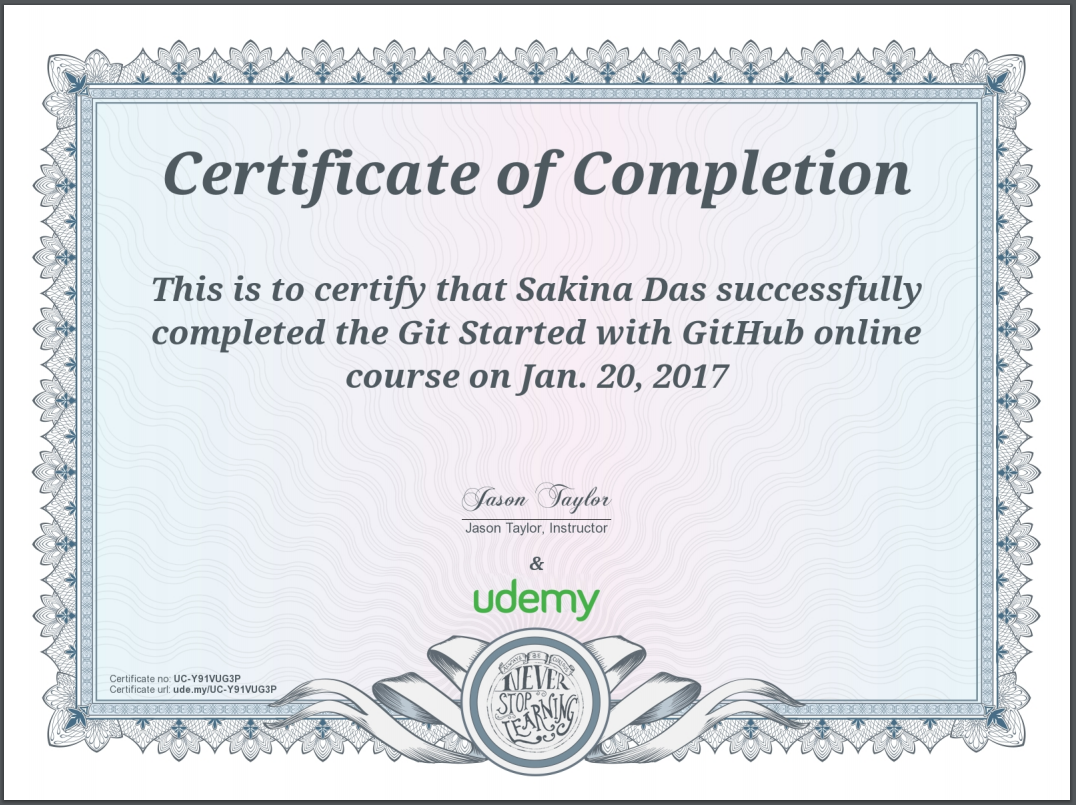 Certificate of Completion
This is to certify that Sakina Das successfully
completed the Git Started with GitHub online
course on Jan. 20, 2017
Jason Taylor
Jason Taylor, Instructor
&
udemy
Certificate no: UC-Y91VUG3P
Certificate url: ude.my/UC-Y91VUG3P
NEVER
STOP
LEARNING